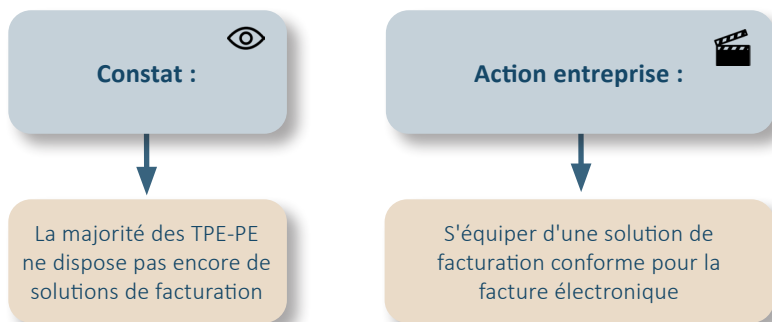 Constat :
La majorité des TPE-PE
ne dispose pas encore de
solutions de facturation
Action entreprise :
S'équiper d'une solution de
facturation conforme pour la
facture électronique